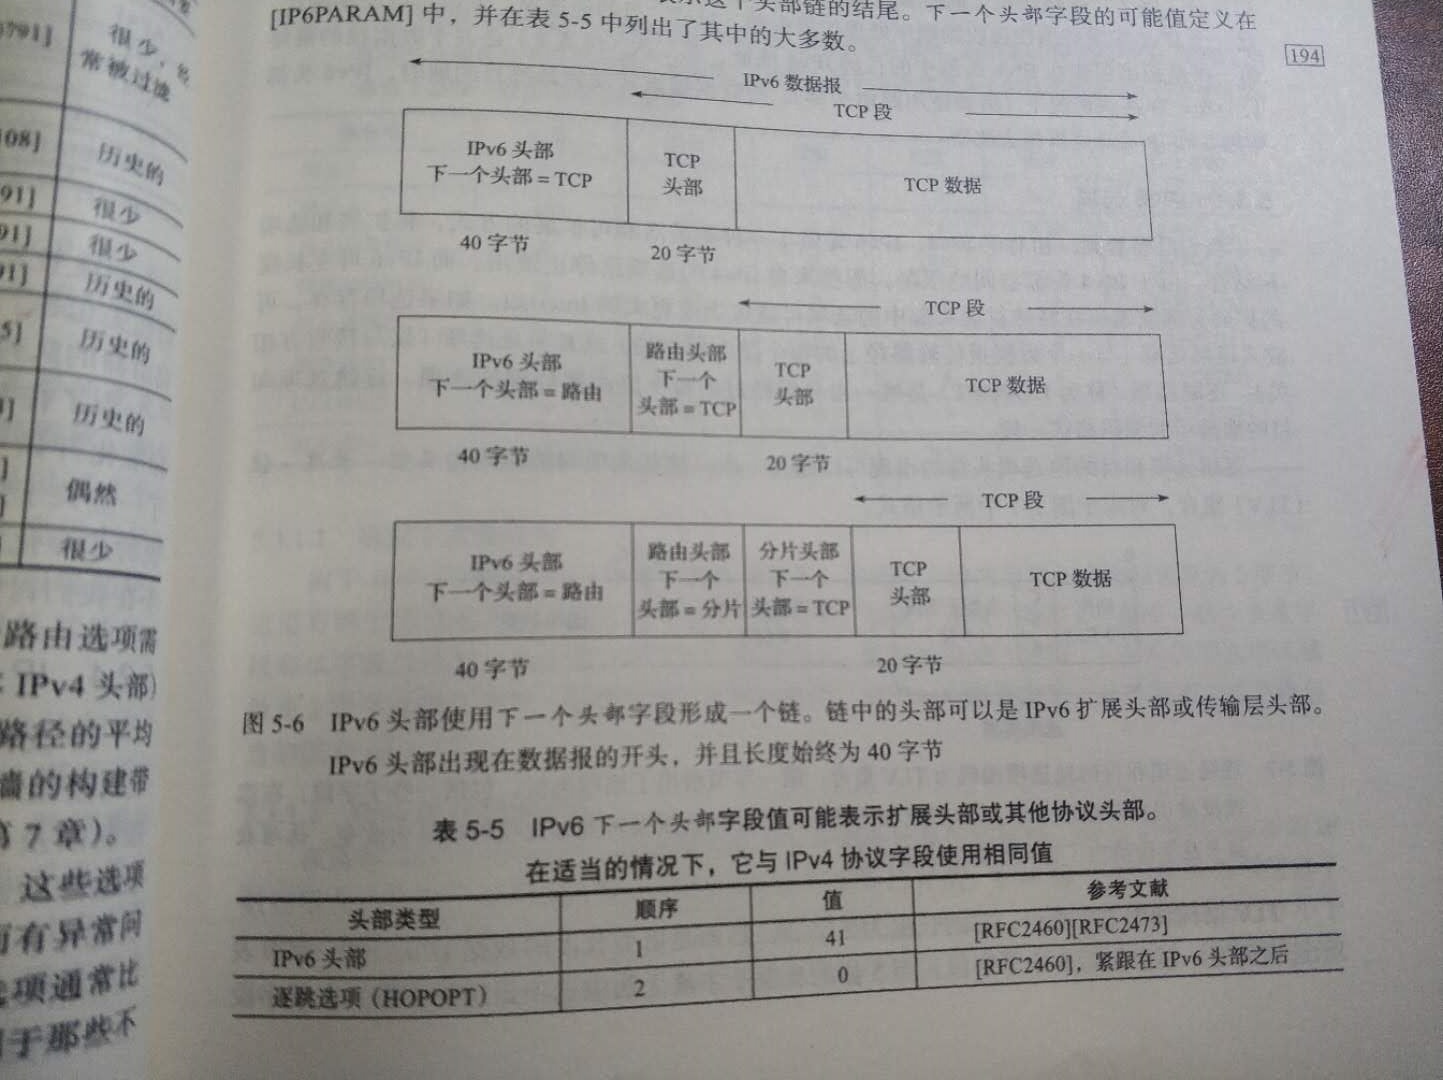 791]
很少，
常被过滤
08]
历史的
91]
很少
91]
很少
91]
历史的
5]
历史的
历史的
偶然
很少
路由选项需
IPv4 头部)
路径的平均
的构建带
7 章)。
这些选项
有异常问
项通常比
于那些不
这个头部链的结尾。下一个头部字段的可能值定义在
[IP6PARAM] 中，并在表 5-5 中列出了其中的大多数。
194
IPv6 数据报
TCP 段
IPv6 头部
下一个头部 = TCP
TCP
头部
TCP 数据
40 字节
20 字节
TCP 段
IPv6 头部
下一个头部 = 路由
路由头部
下一个
头部 = TCP
TCP
头部
TCP 数据
40 字节
20 字节
TCP 段
IPv6 头部
下一个头部 = 路由
路由头部
下一个
头部 = 分片
分片头部
下一个
头部 = TCP
TCP
头部
TCP 数据
40 字节
20 字节
图 5-6 IPv6 头部使用下一个头部字段形成一个链。链中的头部可以是 IPv6 扩展头部或传输层头部。
IPv6 头部出现在数据报的开头，并且长度始终为 40 字节
表 5-5 IPv6 下一个头部字段值可能表示扩展头部或其他协议头部。
在适当的情况下，它与 IPv4 协议字段使用相同值
头部类型 顺序 值 参考文献
IPv6 头部 1 41 [RFC2460][RFC2473]
逐跳选项（HOPOPT） 2 0 [RFC2460]，紧跟在 IPv6 头部之后